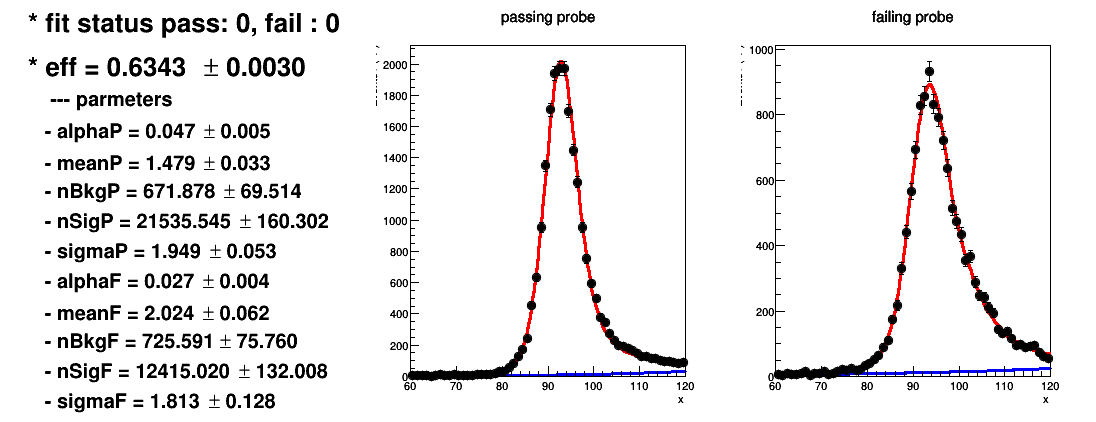 * fit status pass: 0, fail : 0
* eff = 0.6343 ± 0.0030
--- parmeters
- alphaP = 0.047 ± 0.005
- meanP = 1.479 ± 0.033
- nBkgP = 671.878 ± 69.514
- nSigP = 21535.545 ± 160.302
- sigmaP = 1.949 ± 0.053
- alphaF = 0.027 ± 0.004
- meanF = 2.024 ± 0.062
- nBkgF = 725.591 ± 75.760
- nSigF = 12415.020 ± 132.008
- sigmaF = 1.813 ± 0.128
passing probe
2000
1800
1600
1400
1200
1000
800
600
400
200
0
60 70 80 90 100 110 120
x
failing probe
1000
800
600
400
200
0
60 70 80 90 100 110 120
x